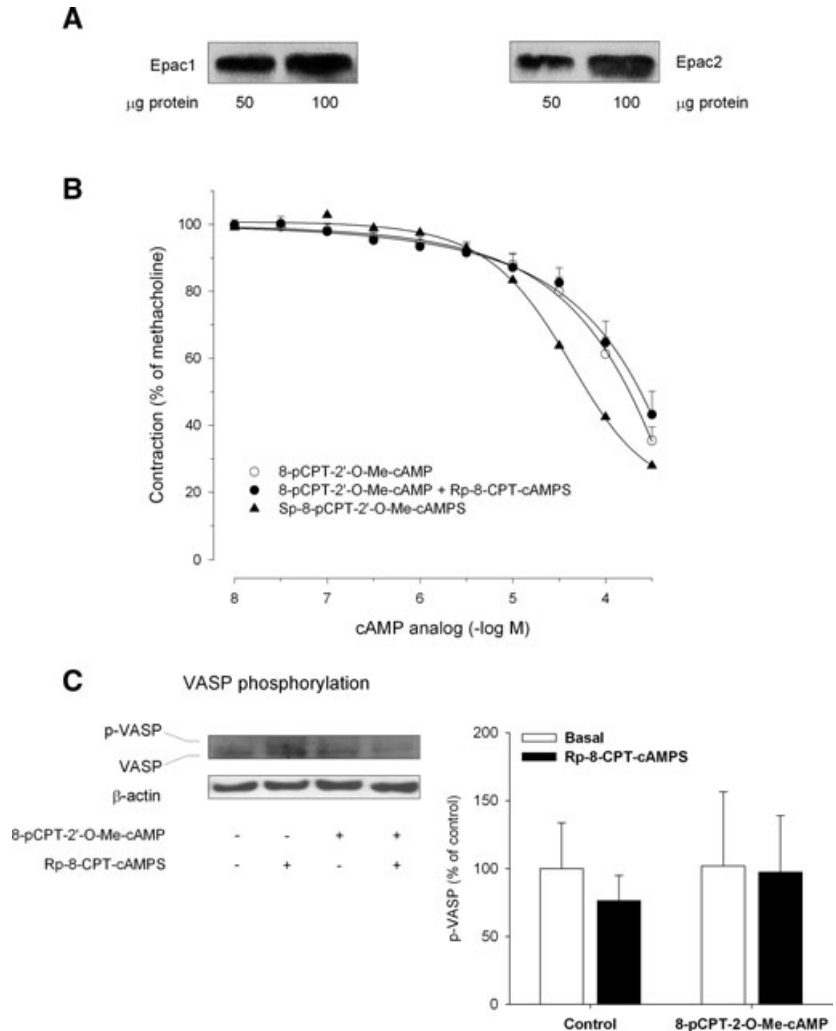 A
Epac1
Epac2
μg protein 50 100
50 100 μg protein
B
Contraction (% of methacholine)
100
80
60
40
20
0
8-pCPT-2'-O-Me-cAMP
8-pCPT-2'-O-Me-cAMP + Rp-8-CPT-cAMPS
Sp-8-pCPT-2'-O-Me-cAMPS
8 7 6 5 4
cAMP analog (-log M)
C
VASP phosphorylation
p-VASP
VASP
β-actin
8-pCPT-2'-O-Me-cAMP - - + +
Rp-8-CPT-cAMPS - + - +
p-VASP (% of control)
200
150
100
50
0
Basal
Rp-8-CPT-cAMPS
Control 8-pCPT-2-O-Me-cAMP